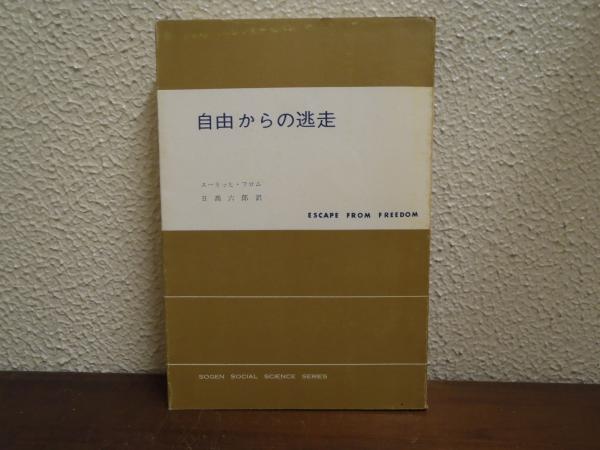 自由からの逃走
エーリッヒ・フロム
日高六郎訳
ESCAPE FROM FREEDOM
SOGEN SOCIAL SCIENCE SERIES